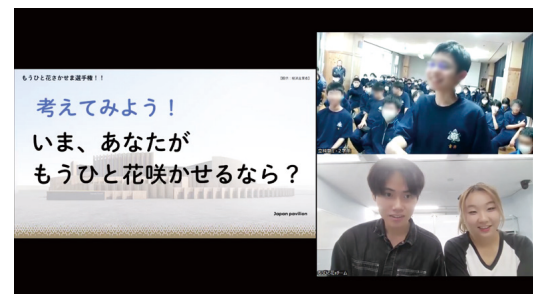 もうひと花さかせま選手権！！
考えてみよう！
いま、あなたが
もうひと花咲かせるなら？
Japan pavilion